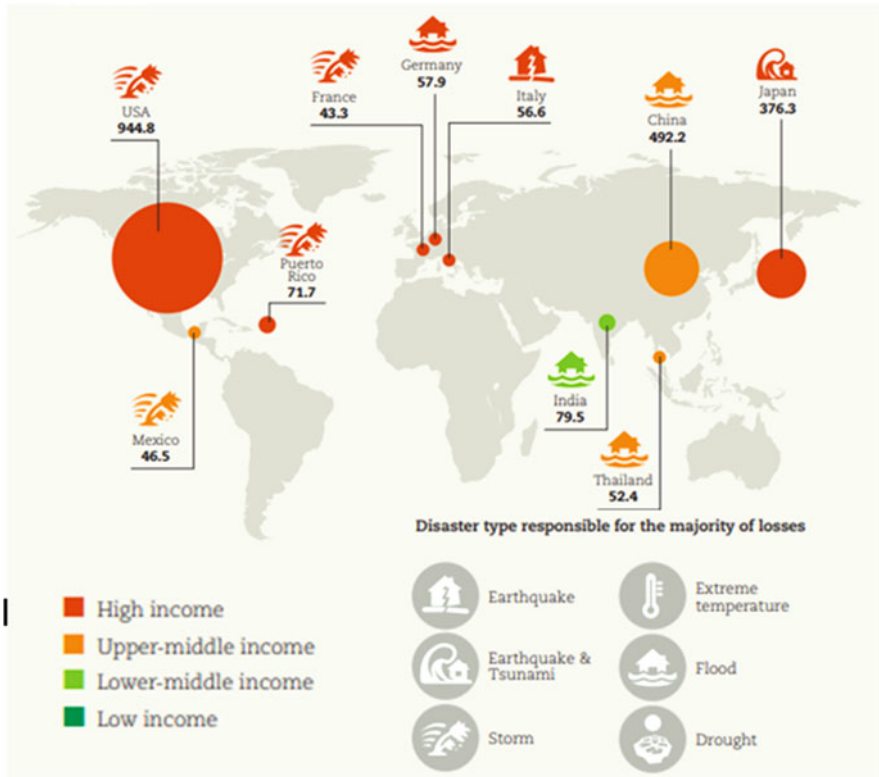 USA
944.8
France
43.3
Germany
57.9
Italy
56.6
China
492.2
Japan
376.3
Puerto
Rico
71.7
India
79.5
Mexico
46.5
Thailand
52.4
Disaster type responsible for the majority of losses
High income
Upper-middle income
Lower-middle income
Low income
Earthquake
Extreme
temperature
Earthquake &
Tsunami
Flood
Storm
Drought